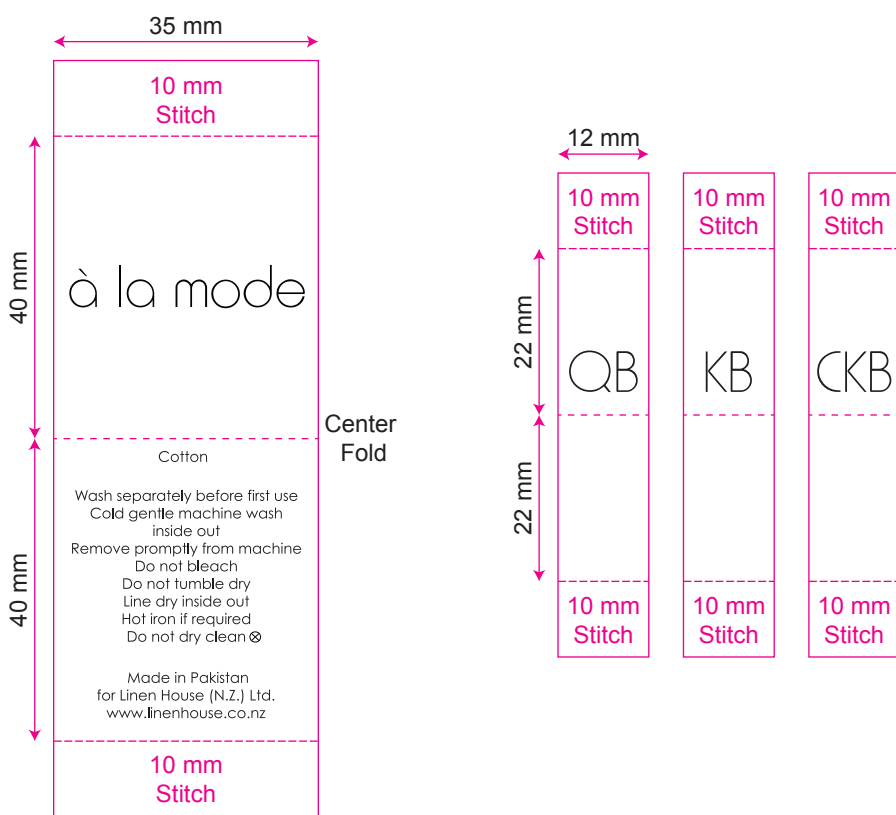 35 mm
10 mm
Stitch
40 mm
à la mode
Center
Fold
40 mm
Cotton
Wash separately before first use
Cold gentle machine wash
inside out
Remove promptly from machine
Do not bleach
Do not tumble dry
Line dry inside out
Hot iron if required
Do not dry clean ⊗
Made in Pakistan
for Linen House (N.Z.) Ltd.
www.linenhouse.co.nz
10 mm
Stitch
12 mm
10 mm
Stitch
22 mm
QB
22 mm
10 mm
Stitch
10 mm
Stitch
KB
10 mm
Stitch
10 mm
Stitch
CKB
10 mm
Stitch